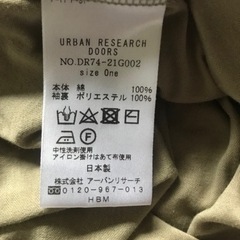 URBAN RESEARCH
DOORS
NO.DR74-21G002
size One
本体 綿 100%
袖裏 ポリエステル 100%
中性洗剤使用
アイロン掛けはあて布使用
日本製
株式会社 アーバンリサーチ
0120-967-013
HBM